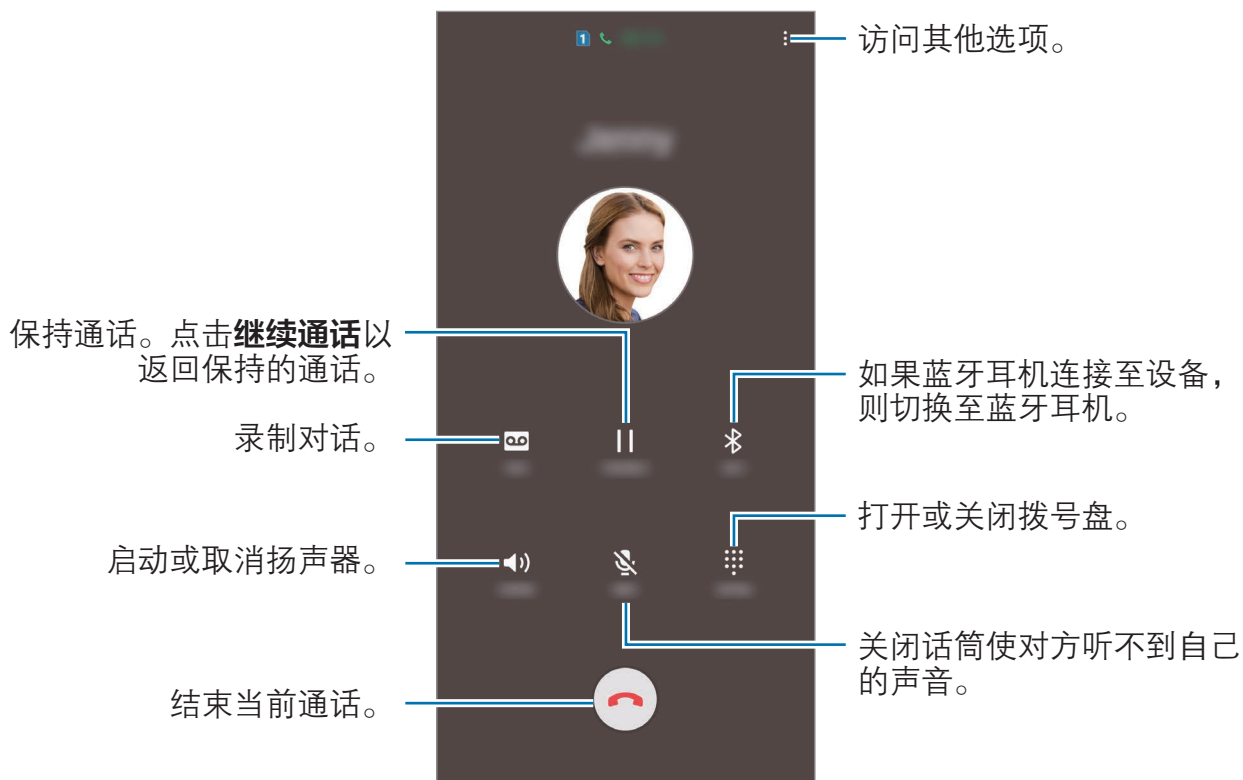 1
访问其他选项。
Jenny
保持通话。点击继续通话以
返回保持的通话。
如果蓝牙耳机连接至设备，
则切换至蓝牙耳机。
录制对话。
打开或关闭拨号盘。
启动或取消扬声器。
关闭话筒使对方听不到自己
的声音。
结束当前通话。